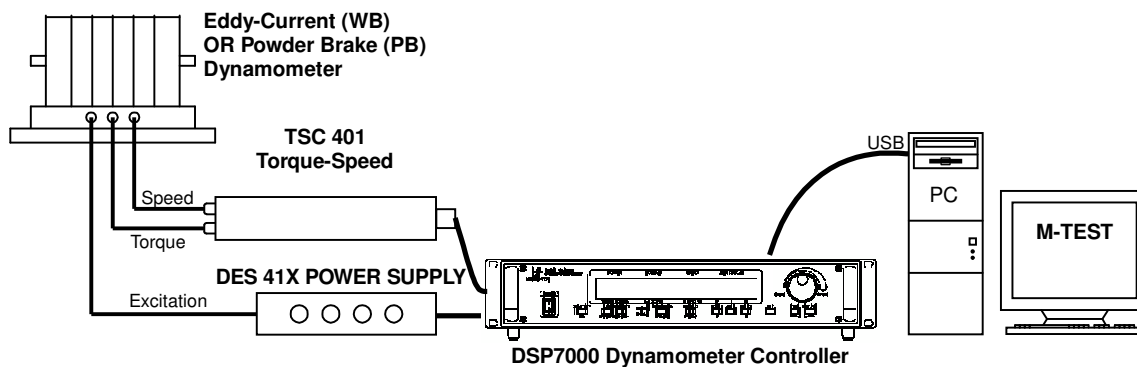 Eddy-Current (WB)
OR Powder Brake (PB)
Dynamometer
TSC 401
Torque-Speed
Speed
Torque
DES 41X POWER SUPPLY
Excitation
USB
PC
M-TEST
DSP7000 Dynamometer Controller